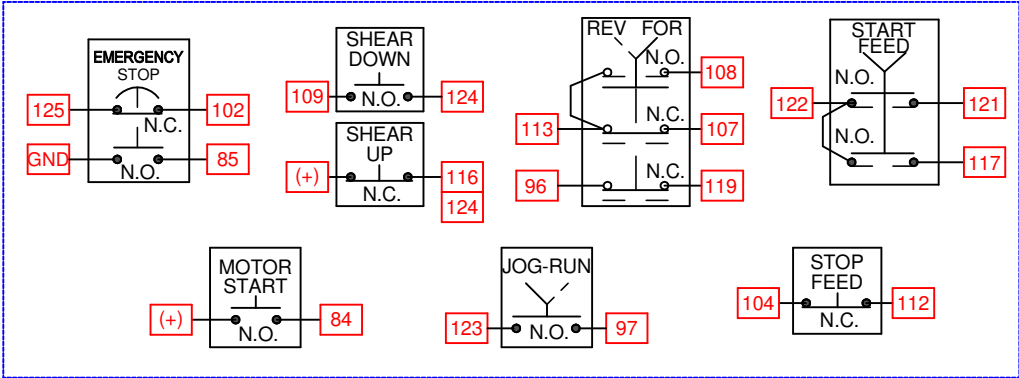 EMERGENCY
STOP
125
102
N.C.
GND
85
N.O.
SHEAR
DOWN
109
N.O.
124
SHEAR
UP
(+)
116
N.C.
124
REV FOR
N.O.
108
N.C.
113
107
N.C.
96
119
START
FEED
N.O.
122
121
N.O.
117
MOTOR
START
(+)
84
N.O.
JOG-RUN
123
N.O.
97
STOP
FEED
104
112
N.C.